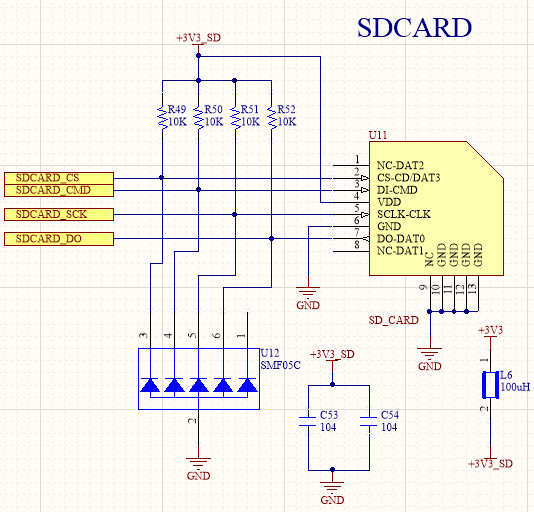 SDCARD
+3V3_SD
R49
10K
R50
10K
R51
10K
R52
10K
U11
1
NC-DAT2
SDCARD_CS
2
CS-CD/DAT3
SDCARD_CMD
3
DI-CMD
4
VDD
SDCARD_SCK
5
SCLK-CLK
6
GND
SDCARD_DO
7
DO-DAT0
8
NC-DAT1
NC
GND
GND
GND
GND
9
10
11
12
13
GND
SD_CARD
GND
3
4
5
6
1
U12
SMF05C
2
GND
+3V3_SD
C53
104
C54
104
GND
+3V3
1
L6
100uH
2
+3V3_SD